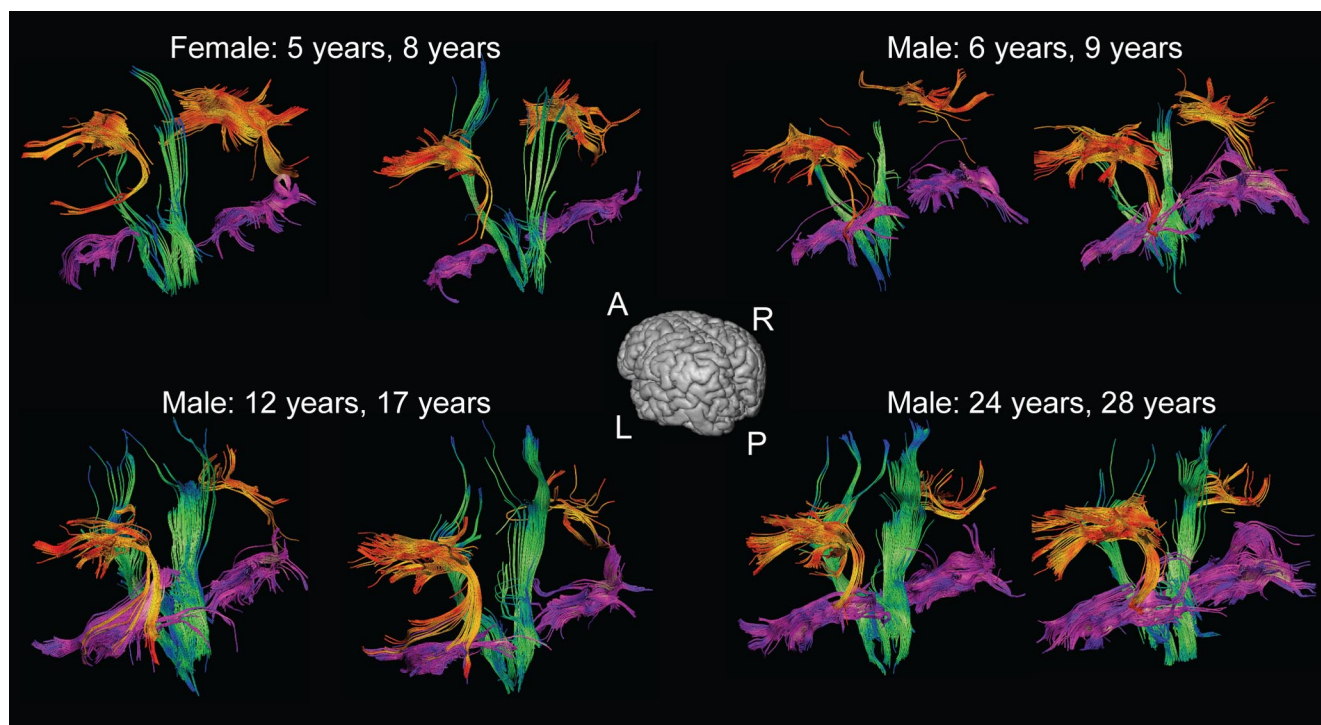 Female: 5 years, 8 years
Male: 6 years, 9 years
A
R
L
P
Male: 12 years, 17 years
Male: 24 years, 28 years